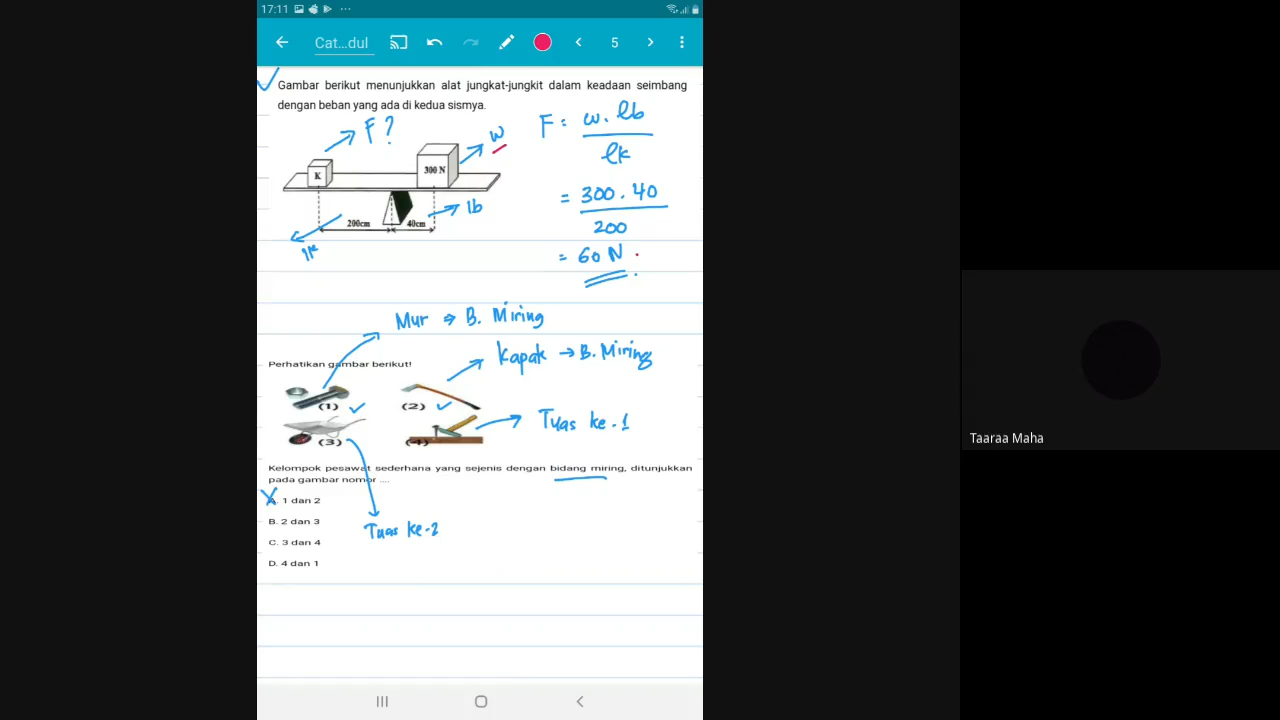 17:11
Cat…dul
5
Gambar berikut menunjukkan alat jungkat-jungkit dalam keadaan seimbang
dengan beban yang ada di kedua sismya.
F?
w
K
300 N
200cm
40cm
lb
lk
F = w . lb
lk
= 300 . 40
200
= 60 N
Mur ⇒ B. Miring
Kapak → B. Miring
Perhatikan gambar berikut!
(1)
(2)
(3)
(4)
Tuas ke-1
Kelompok pesawat sederhana yang sejenis dengan bidang miring, ditunjukkan
pada gambar nomor ....
A. 1 dan 2
B. 2 dan 3
Tuas ke-2
C. 3 dan 4
D. 4 dan 1
Taaraa Maha